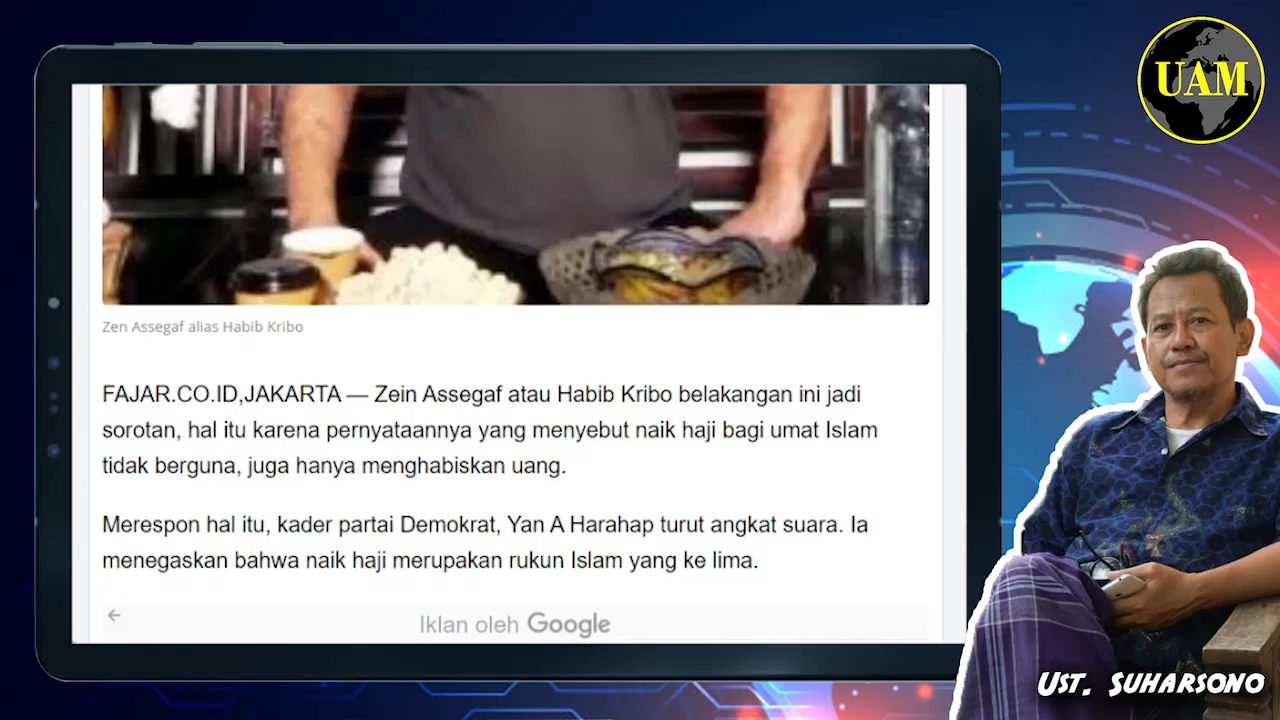 UAM
Zen Assegaf alias Habib Kribo
FAJAR.CO.ID,JAKARTA — Zein Assegaf atau Habib Kribo belakangan ini jadi
sorotan, hal itu karena pernyataannya yang menyebut naik haji bagi umat Islam
tidak berguna, juga hanya menghabiskan uang.
Merespon hal itu, kader partai Demokrat, Yan A Harahap turut angkat suara. Ia
menegaskan bahwa naik haji merupakan rukun Islam yang ke lima.
Iklan oleh Google
UST. SUHARSONO